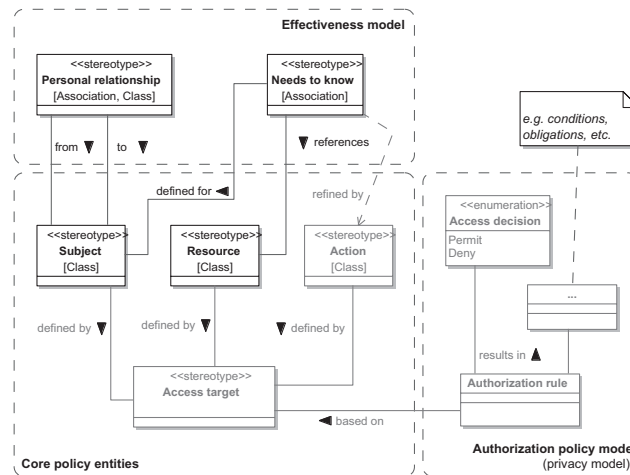 Effectiveness model
<<stereotype>>
Personal relationship
[Association, Class]
<<stereotype>>
Needs to know
[Association]
e.g. conditions,
obligations, etc.
from
to
references
defined for
refined by
<<enumeration>>
Access decision
Permit
Deny
<<stereotype>>
Subject
[Class]
<<stereotype>>
Resource
[Class]
<<stereotype>>
Action
[Class]
...
defined by
defined by
defined by
results in
<<stereotype>>
Access target
Authorization rule
based on
Core policy entities
Authorization policy mode
(privacy model)